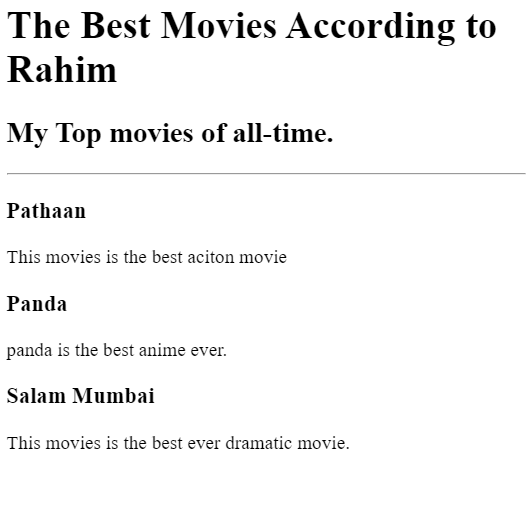 The Best Movies According to
Rahim
My Top movies of all-time.
Pathaan
This movies is the best aciton movie
Panda
panda is the best anime ever.
Salam Mumbai
This movies is the best ever dramatic movie.